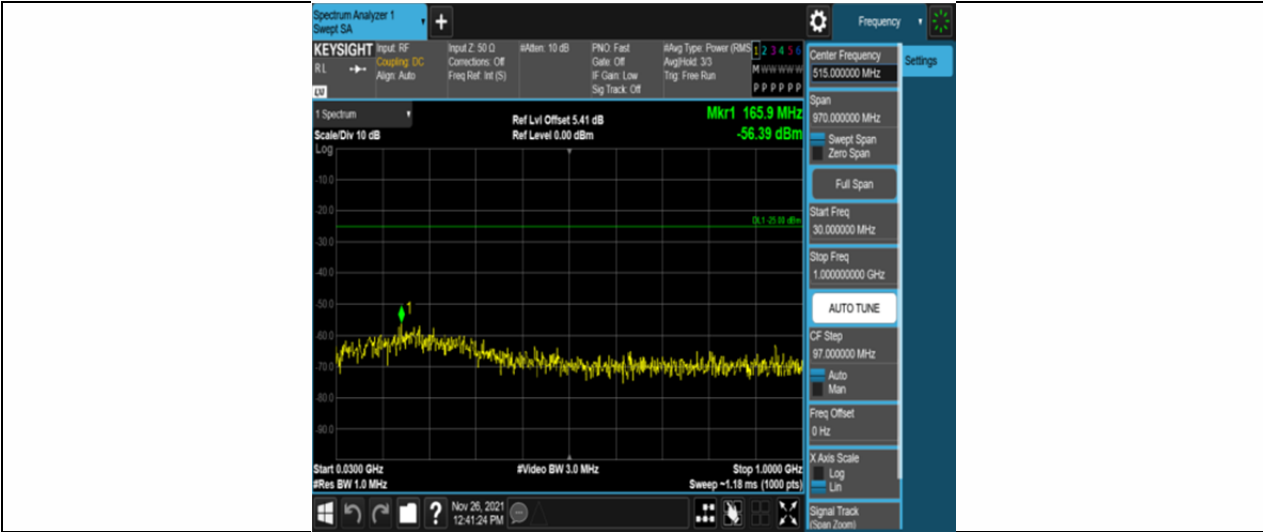 Spectrum Analyzer 1
Swept SA
+
Frequency
KEYSIGHT
RL
LV
Input: RF
Coupling: DC
Align: Auto
Input Z: 50 Ω
Corrections: Off
Freq Ref: Int (S)
#Atten: 10 dB
PNO: Fast
Gate: Off
IF Gain: Low
Sig Track: Off
#Avg Type: Power (RMS
Avg|Hold: 3/3
Trig: Free Run
1 2 3 4 5 6
M W W W W W
P P P P P P
1 Spectrum
Scale/Div 10 dB
Ref Lvl Offset 5.41 dB
Ref Level 0.00 dBm
Mkr1 165.9 MHz
-56.39 dBm
Log
-10.0
-20.0
DL1 -25.00 dBm
-30.0
-40.0
-50.0
1
-60.0
-70.0
-80.0
-90.0
Start 0.0300 GHz
#Res BW 1.0 MHz
#Video BW 3.0 MHz
Stop 1.0000 GHz
Sweep ~1.18 ms (1000 pts)
?
Nov 26, 2021
12:41:24 PM
Center Frequency
515.000000 MHz
Settings
Span
970.000000 MHz
Swept Span
Zero Span
Full Span
Start Freq
30.000000 MHz
Stop Freq
1.000000000 GHz
AUTO TUNE
CF Step
97.000000 MHz
Auto
Man
Freq Offset
0 Hz
X Axis Scale
Log
Lin
Signal Track
(Span Zoom)